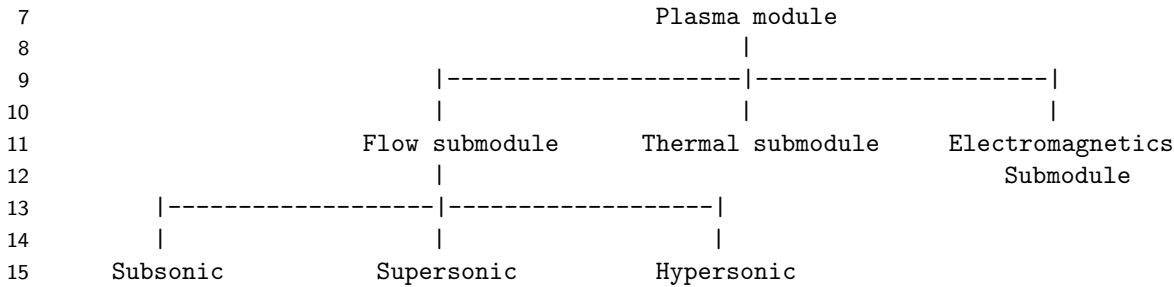 7 Plasma module
8 |
9 |---------------------|---------------------|
10 | | |
11 Flow submodule Thermal submodule Electromagnetics
12 | Submodule
13 |-------------------|-------------------|
14 | | |
15 Subsonic Supersonic Hypersonic